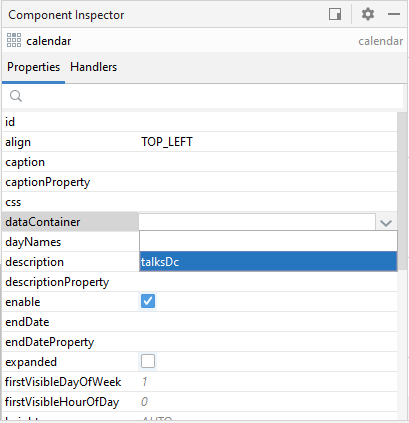 Component Inspector
calendar calendar
Properties Handlers
id
align TOP_LEFT
caption
captionProperty
css
dataContainer
dayNames
description talksDc
descriptionProperty
enable
endDate
endDateProperty
expanded
firstVisibleDayOfWeek 1
firstVisibleHourOfDay 0
height AUTO